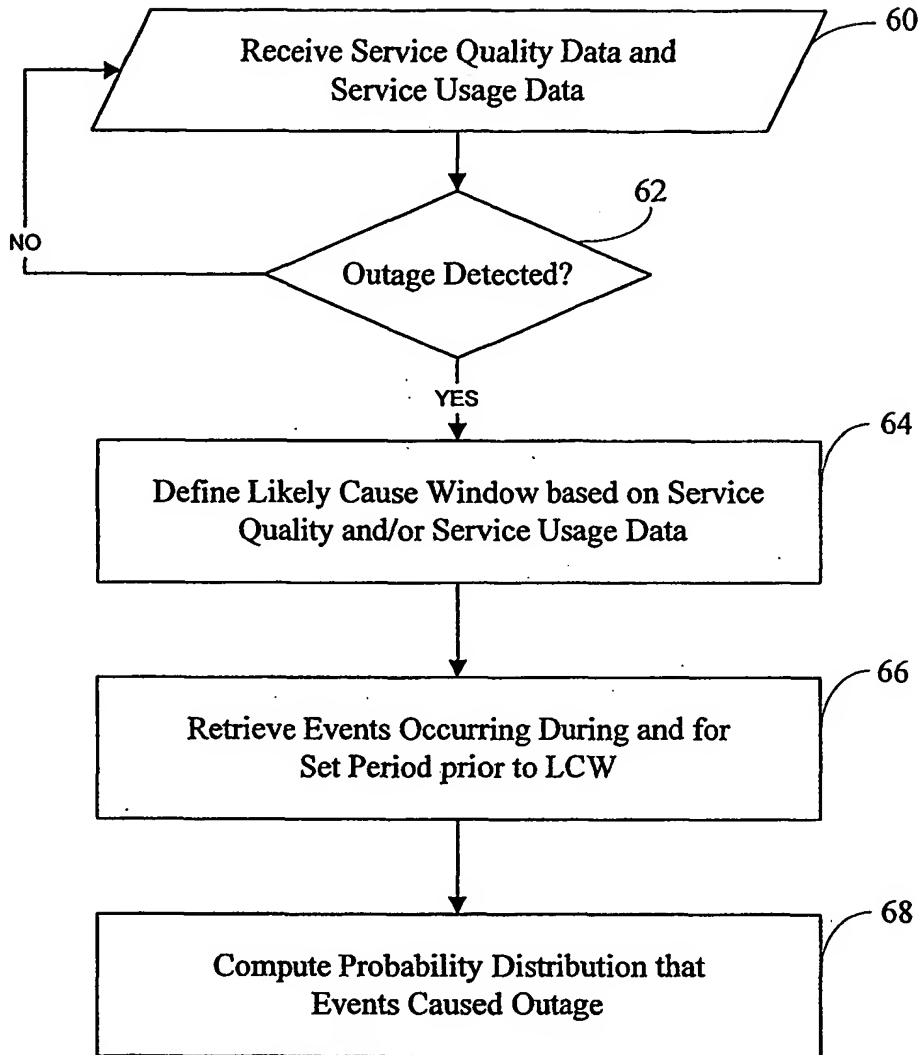 Receive Service Quality Data and
Service Usage Data
60
62
Outage Detected?
NO
YES
64
Define Likely Cause Window based on Service
Quality and/or Service Usage Data
66
Retrieve Events Occurring During and for
Set Period prior to LCW
68
Compute Probability Distribution that
Events Caused Outage